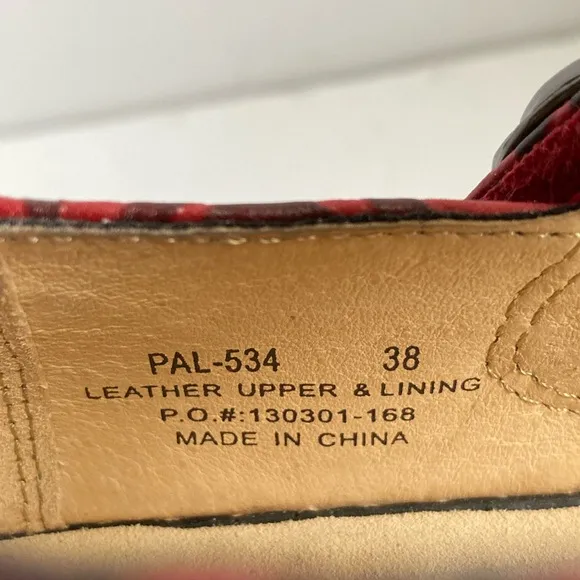 PAL-534 38
LEATHER UPPER & LINING
P.O.#:130301-168
MADE IN CHINA